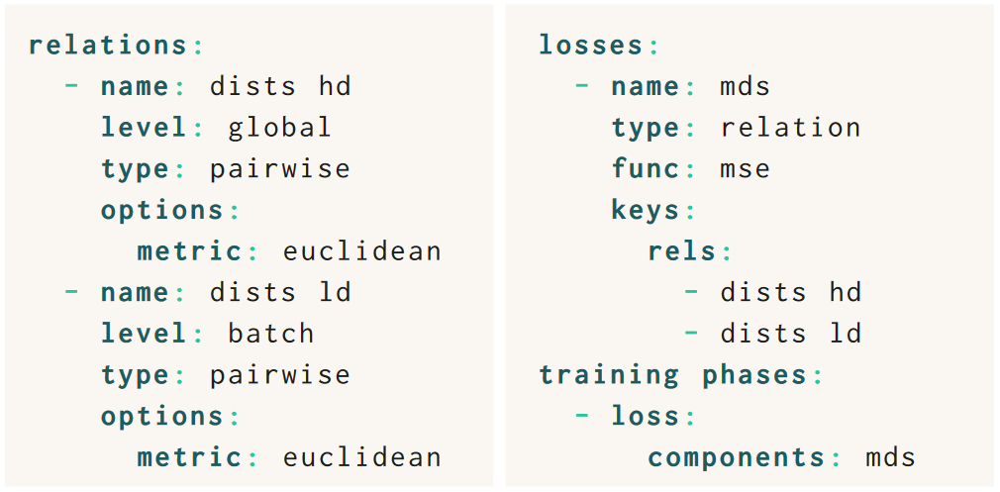 relations:
  - name: dists hd
    level: global
    type: pairwise
    options:
      metric: euclidean
  - name: dists ld
    level: batch
    type: pairwise
    options:
      metric: euclidean
losses:
  - name: mds
    type: relation
    func: mse
    keys:
      rels:
        - dists hd
        - dists ld
training phases:
  - loss:
      components: mds